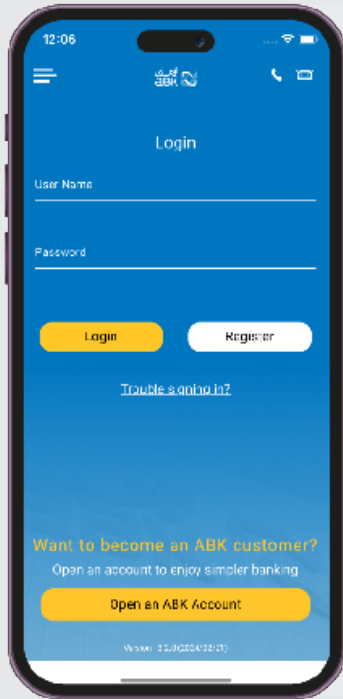 12:06
ABK
Login
User Name
Password
Login
Register
Trouble signing in?
Want to become an ABK customer?
Open an account to enjoy simpler banking
Open an ABK Account